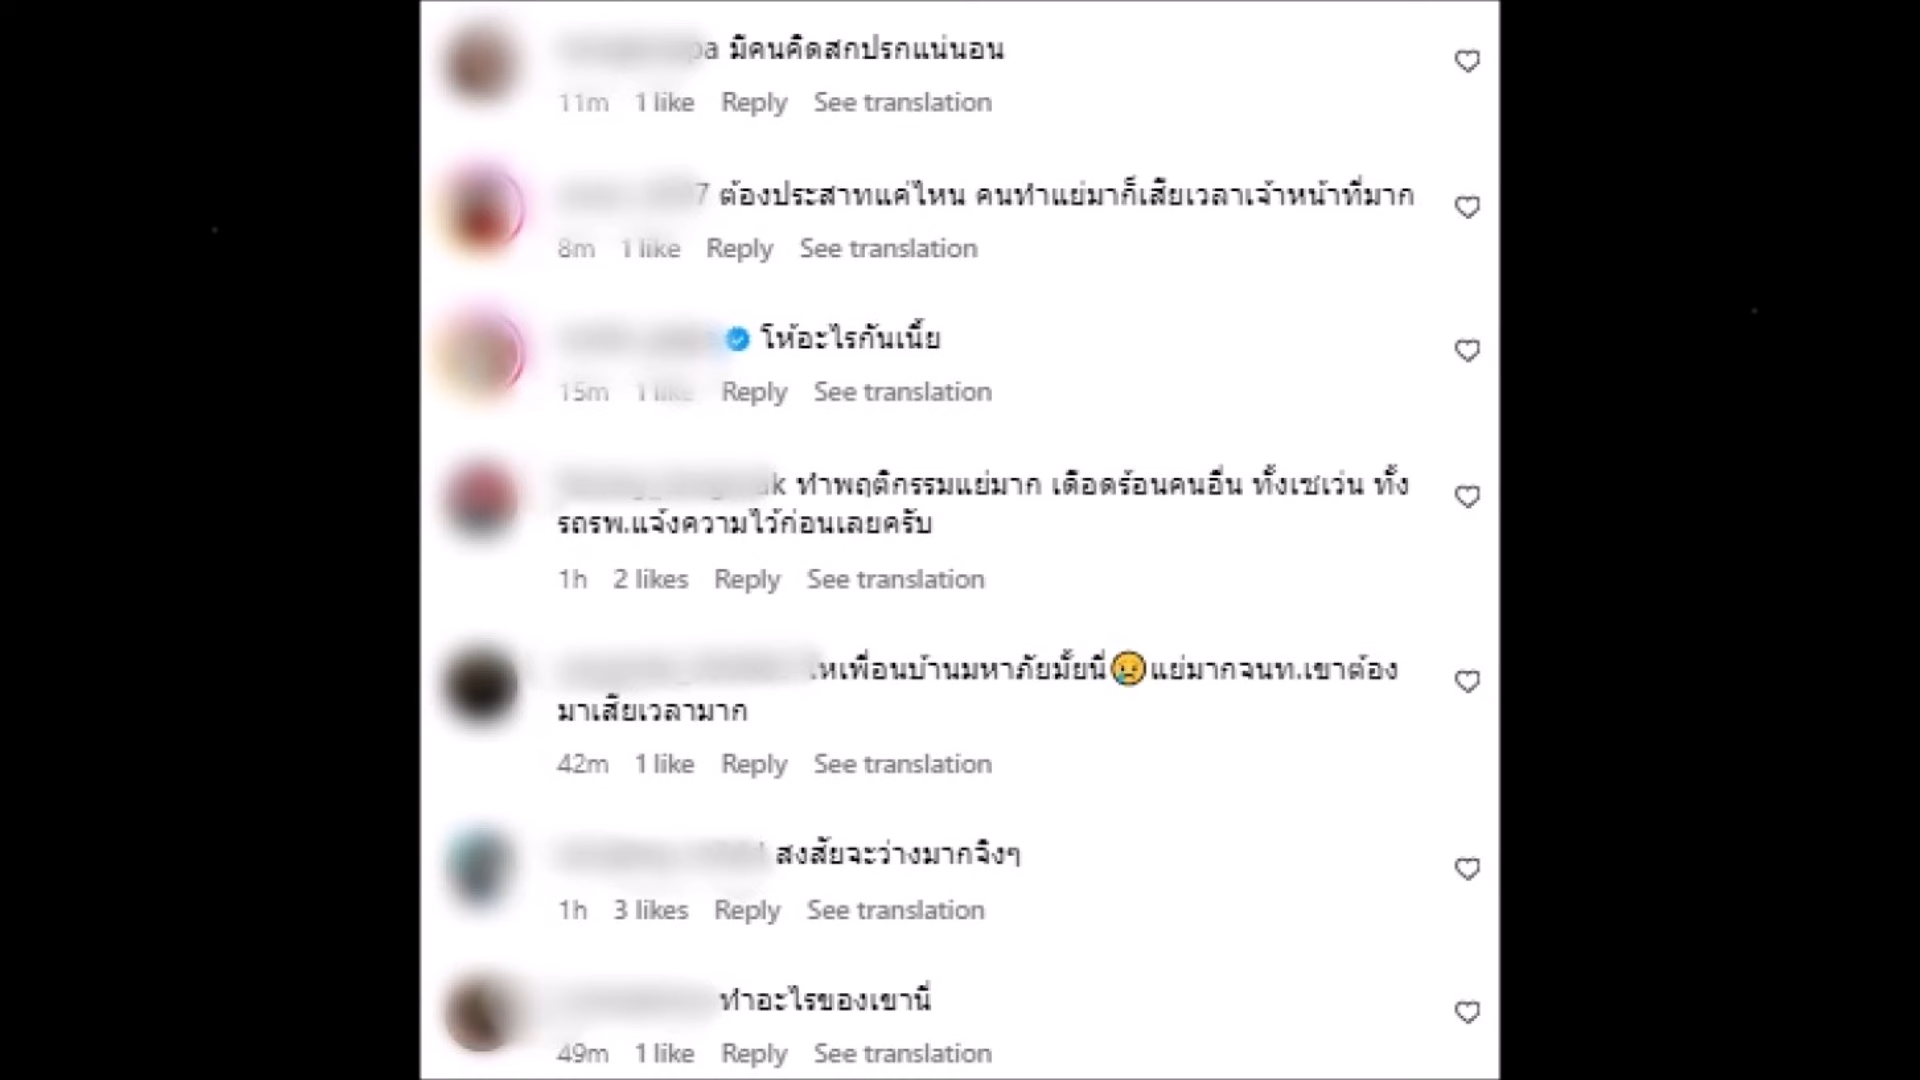 pa มีคนคิดสกปรกแน่นอน
11m 1 like Reply See translation
7 ต้องประสาทแค่ไหน คนทำแย่มาก็เสียเวลาเจ้าหน้าที่มาก
8m 1 like Reply See translation
โห้อะไรกันเนี้ย
15m 1 like Reply See translation
k ทำพฤติกรรมแย่มาก เดือดร้อนคนอื่น ทั้งเซเว่น ทั้ง
รถรพ.แจ้งความไว้ก่อนเลยครับ
1h 2 likes Reply See translation
โหเพื่อนบ้านมหาภัยมั้ยนี่😢แย่มากจนท.เขาต้อง
มาเสียเวลามาก
42m 1 like Reply See translation
สงสัยจะว่างมากจิงๆ
1h 3 likes Reply See translation
ทำอะไรของเขานี่
49m 1 like Reply See translation